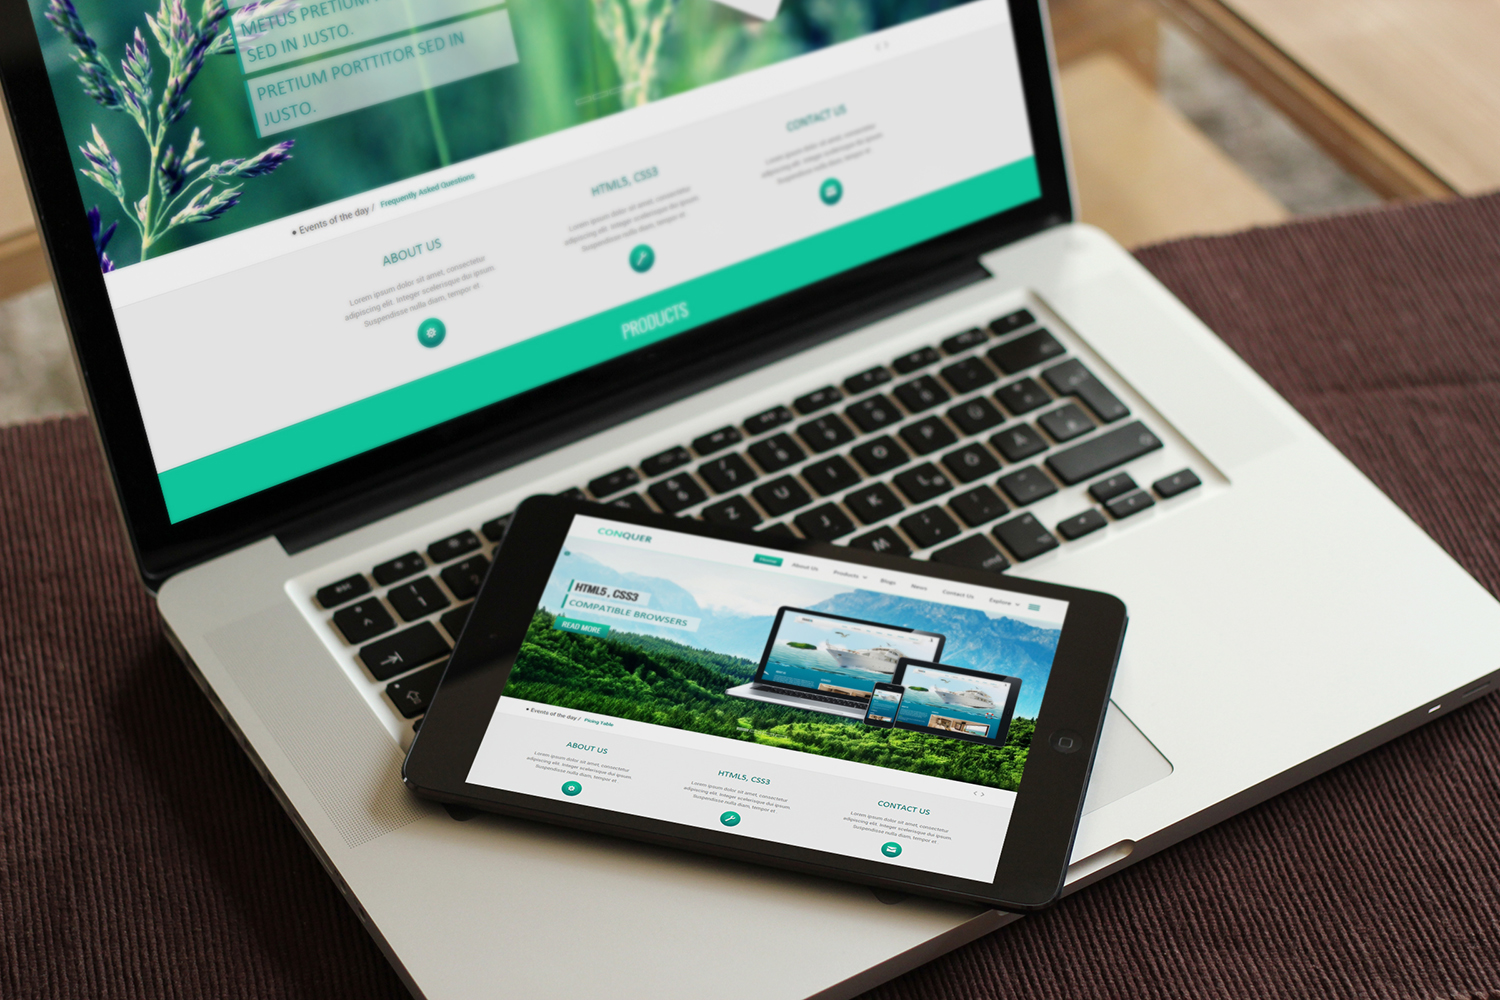 METUS PRETIUM
SED IN JUSTO.
PRETIUM PORTTITOR SED IN
JUSTO.
• Events of the day / Frequently Asked Questions
ABOUT US
Lorem ipsum dolor sit amet, consectetur
adipiscing elit. Integer scelerisque diam ipsum.
Suspendisse nulla diam, tempor et
HTML5, CSS3
Lorem ipsum dolor sit amet, consectetur
adipiscing elit. Integer scelerisque diam ipsum.
Suspendisse nulla diam, tempor et
CONTACT US
Lorem ipsum dolor sit amet, consectetur
adipiscing elit. Integer scelerisque diam ipsum.
Suspendisse nulla diam, tempor et
PRODUCTS
esc
Z U I O P Ü
J K L Ö Ä
M
CONQUER
Home About Us Products Blogs News Contact Us Explore
HTML5, CSS3
COMPATIBLE BROWSERS
READ MORE
• Events of the day / Pricing Table
ABOUT US
Lorem ipsum dolor sit amet, consectetur
adipiscing elit. Integer scelerisque diam ipsum.
Suspendisse nulla diam, tempor et
HTML5, CSS3
Lorem ipsum dolor sit amet, consectetur
adipiscing elit. Integer scelerisque diam ipsum.
Suspendisse nulla diam, tempor et
CONTACT US
Lorem ipsum dolor sit amet, consectetur
adipiscing elit. Integer scelerisque diam ipsum.
Suspendisse nulla diam, tempor et